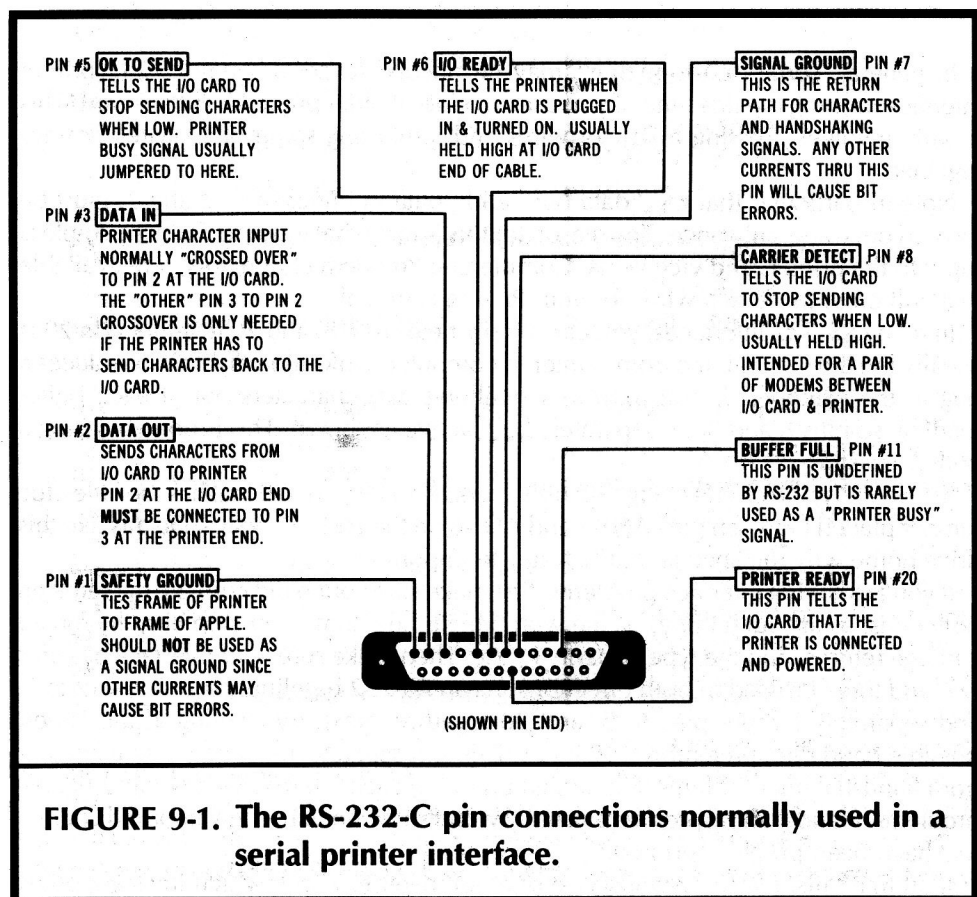 PIN #5 OK TO SEND
TELLS THE I/O CARD TO
STOP SENDING CHARACTERS
WHEN LOW. PRINTER
BUSY SIGNAL USUALLY
JUMPERED TO HERE.
PIN #3 DATA IN
PRINTER CHARACTER INPUT
NORMALLY "CROSSED OVER"
TO PIN 2 AT THE I/O CARD.
THE "OTHER" PIN 3 TO PIN 2
CROSSOVER IS ONLY NEEDED
IF THE PRINTER HAS TO
SEND CHARACTERS BACK TO THE
I/O CARD.
PIN #2 DATA OUT
SENDS CHARACTERS FROM
I/O CARD TO PRINTER
PIN 2 AT THE I/O CARD END
MUST BE CONNECTED TO PIN
3 AT THE PRINTER END.
PIN #1 SAFETY GROUND
TIES FRAME OF PRINTER
TO FRAME OF APPLE.
SHOULD NOT BE USED AS
A SIGNAL GROUND SINCE
OTHER CURRENTS MAY
CAUSE BIT ERRORS.
PIN #6 I/O READY
TELLS THE PRINTER WHEN
THE I/O CARD IS PLUGGED
IN & TURNED ON. USUALLY
HELD HIGH AT I/O CARD
END OF CABLE.
SIGNAL GROUND PIN #7
THIS IS THE RETURN
PATH FOR CHARACTERS
AND HANDSHAKING
SIGNALS. ANY OTHER
CURRENTS THRU THIS
PIN WILL CAUSE BIT
ERRORS.
CARRIER DETECT PIN #8
TELLS THE I/O CARD
TO STOP SENDING
CHARACTERS WHEN LOW.
USUALLY HELD HIGH.
INTENDED FOR A PAIR
OF MODEMS BETWEEN
I/O CARD & PRINTER.
BUFFER FULL PIN #11
THIS PIN IS UNDEFINED
BY RS-232 BUT IS RARELY
USED AS A "PRINTER BUSY"
SIGNAL.
PRINTER READY PIN #20
THIS PIN TELLS THE
I/O CARD THAT THE
PRINTER IS CONNECTED
AND POWERED.
(SHOWN PIN END)
FIGURE 9-1. The RS-232-C pin connections normally used in a
serial printer interface.